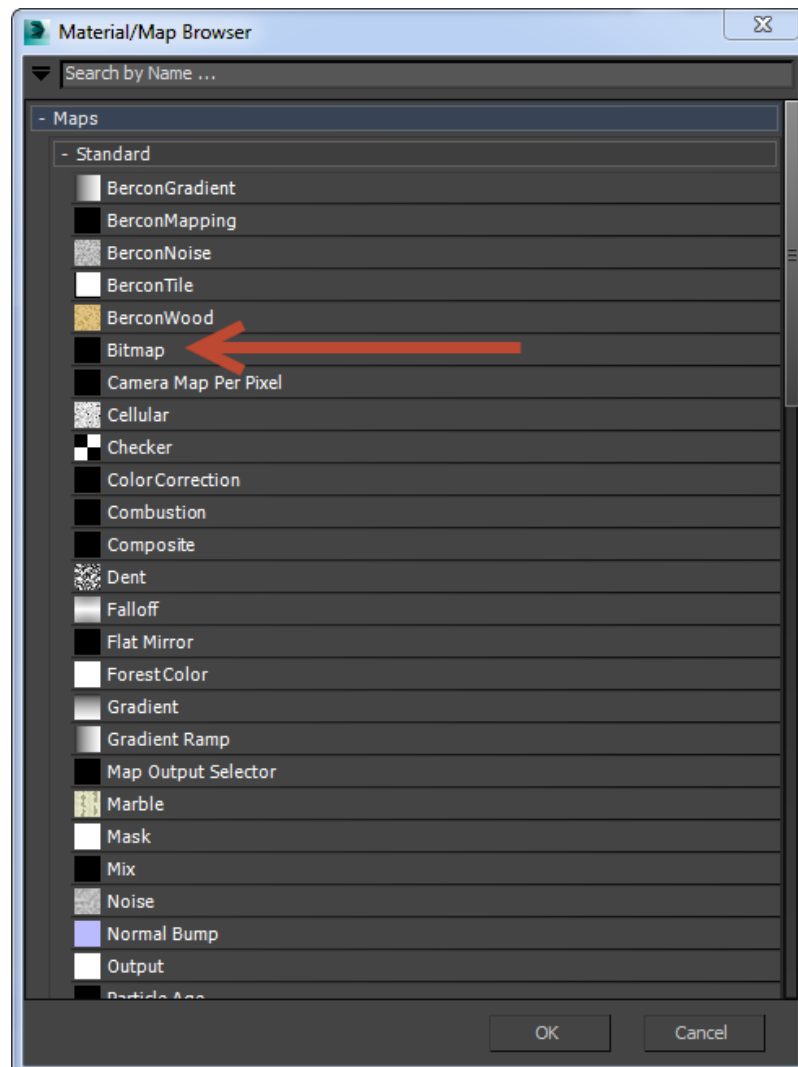 Material/Map Browser
Search by Name ...
- Maps
- Standard
BerconGradient
BerconMapping
BerconNoise
BerconTile
BerconWood
Bitmap
Camera Map Per Pixel
Cellular
Checker
ColorCorrection
Combustion
Composite
Dent
Falloff
Flat Mirror
ForestColor
Gradient
Gradient Ramp
Map Output Selector
Marble
Mask
Mix
Noise
Normal Bump
Output
Particle Age
OK Cancel